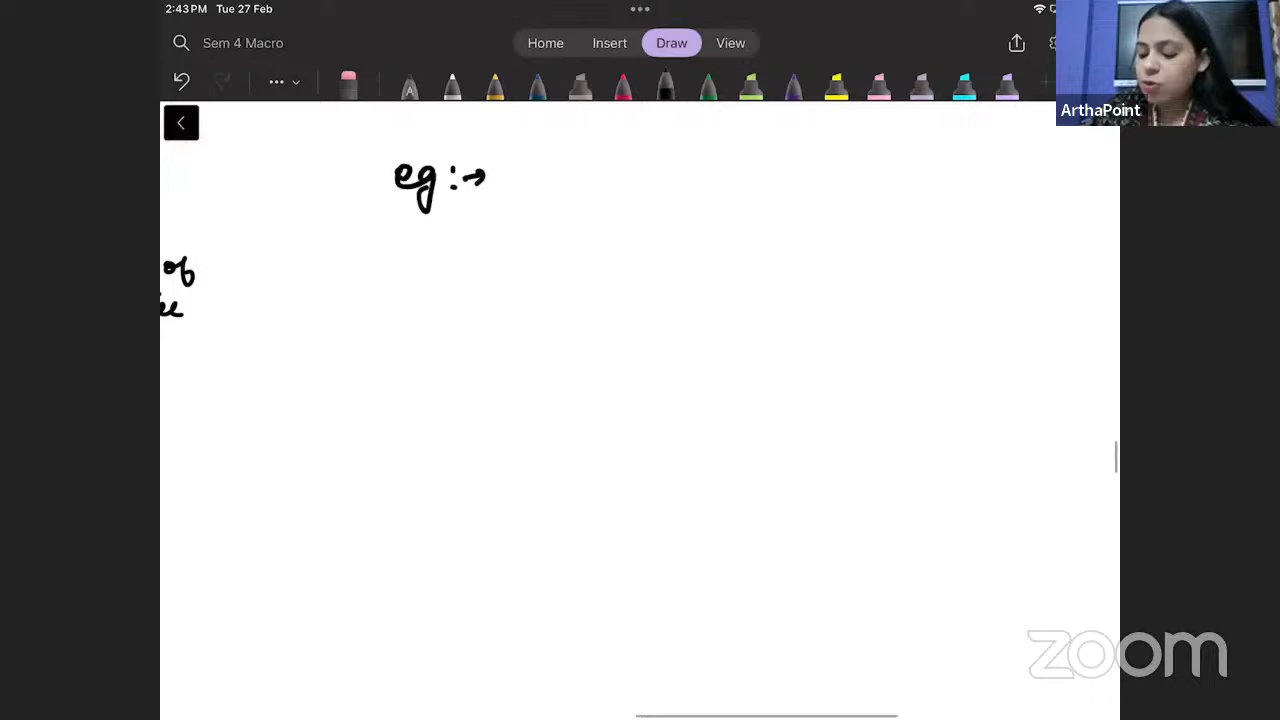 2:43 PM Tue 27 Feb
Sem 4 Macro
Home Insert Draw View
A
ArthaPoint
eg :→
of
zoom